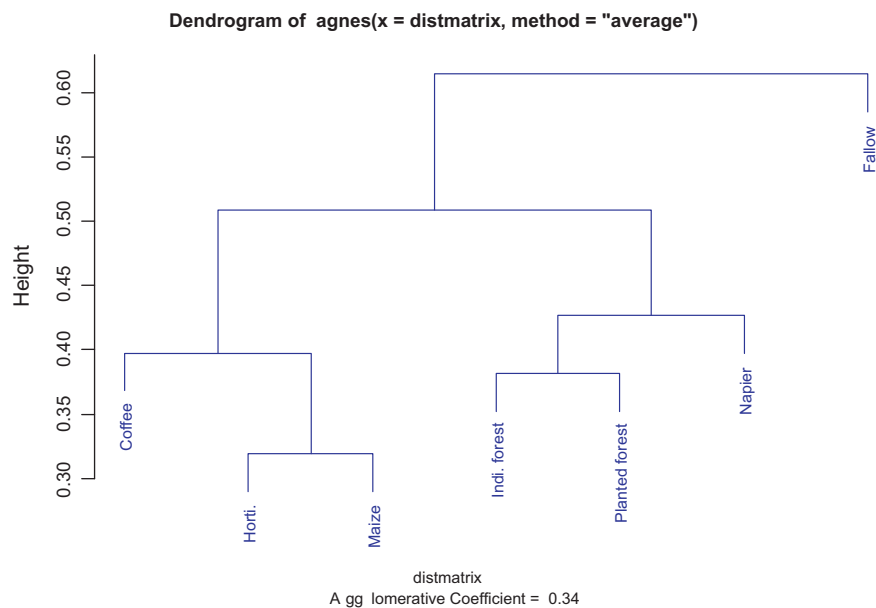 Dendrogram of agnes(x = distmatrix, method = "average")
Height
0.60
0.55
0.50
0.45
0.40
0.35
0.30
Fallow
Coffee
Horti.
Maize
Indi. forest
Planted forest
Napier
distmatrix
A gg lomerative Coefficient = 0.34